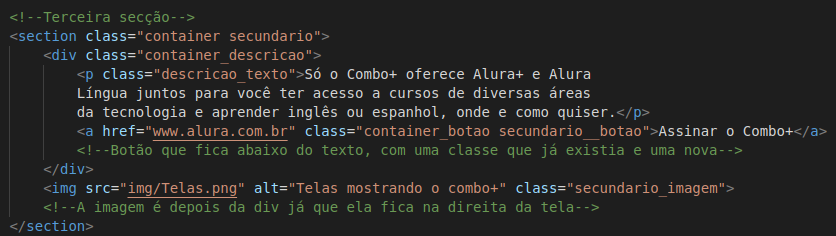 <!--Terceira secção-->
<section class="container secundario">
<div class="container_descricao">
<p class="descricao_texto">Só o Combo+ oferece Alura+ e Alura
Língua juntos para você ter acesso a cursos de diversas áreas
da tecnologia e aprender inglês ou espanhol, onde e como quiser.</p>
<a href="www.alura.com.br" class="container_botao secundario__botao">Assinar o Combo+</a>
<!--Botão que fica abaixo do texto, com uma classe que já existia e uma nova-->
</div>
<img src="img/Telas.png" alt="Telas mostrando o combo+" class="secundario_imagem">
<!--A imagem é depois da div já que ela fica na direita da tela-->
</section>